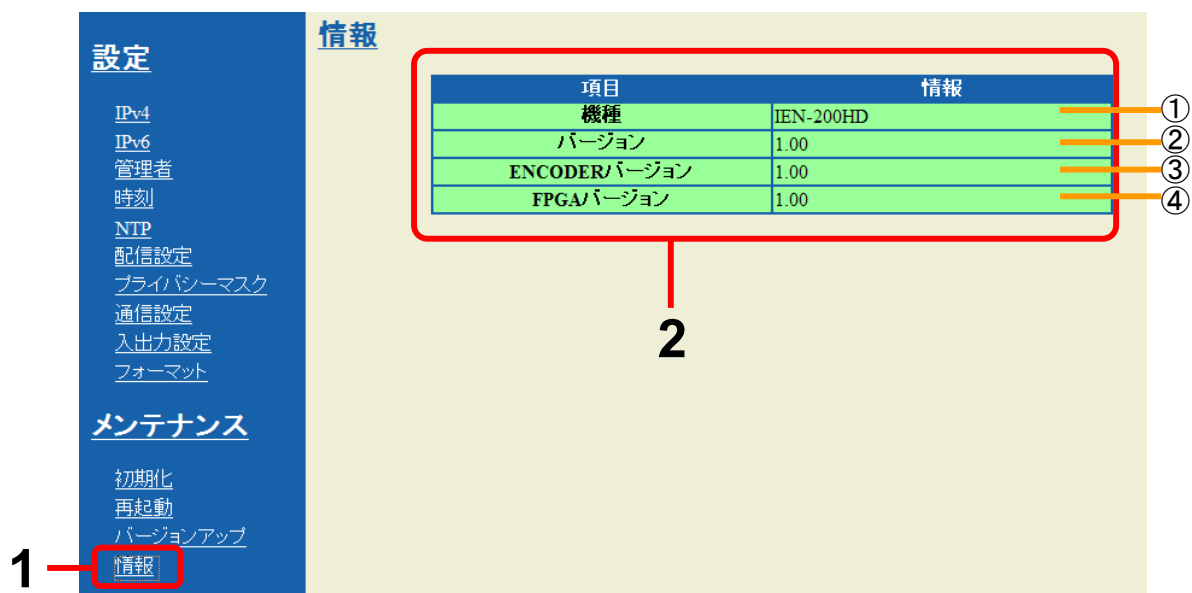 設定
IPv4
IPv6
管理者
時刻
NTP
配信設定
プライバシーマスク
通信設定
入出力設定
フォーマット
メンテナンス
初期化
再起動
バージョンアップ
情報
1
情報
項目 情報
機種 IEN-200HD ①
バージョン 1.00 ②
ENCODERバージョン 1.00 ③
FPGAバージョン 1.00 ④
2